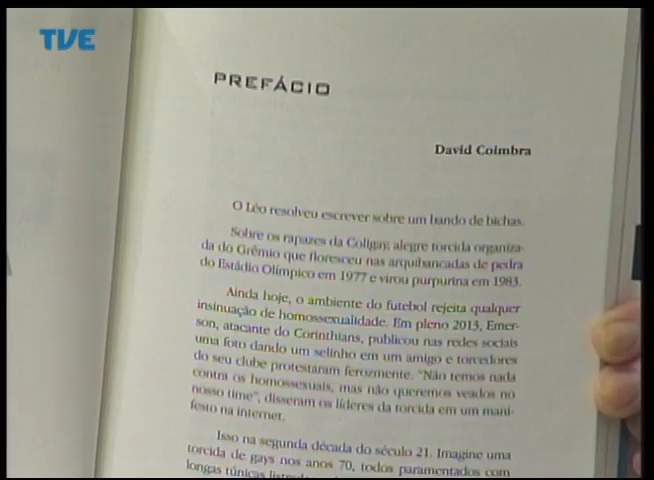 TVE
PREFÁCIO
David Coimbra
O Léo resolveu escrever sobre um bando de bichas.
Sobre os rapazes da Coligay, alegre torcida organiza-
da do Grêmio que floresceu nas arquibancadas de pedra
do Estádio Olímpico em 1977 e virou purpurina em 1983.
Ainda hoje, o ambiente do futebol rejeita qualquer
insinuação de homossexualidade. Em pleno 2013, Emer-
son, atacante do Corinthians, publicou nas redes sociais
uma foto dando um selinho em um amigo e torcedores
do seu clube protestaram ferozmente. "Não temos nada
contra os homossexuais, mas não queremos veados no
nosso time", disseram os líderes da torcida em um mani-
festo na internet.
Isso na segunda década do século 21. Imagine uma
torcida de gays nos anos 70, todos paramentados com
longas túnicas